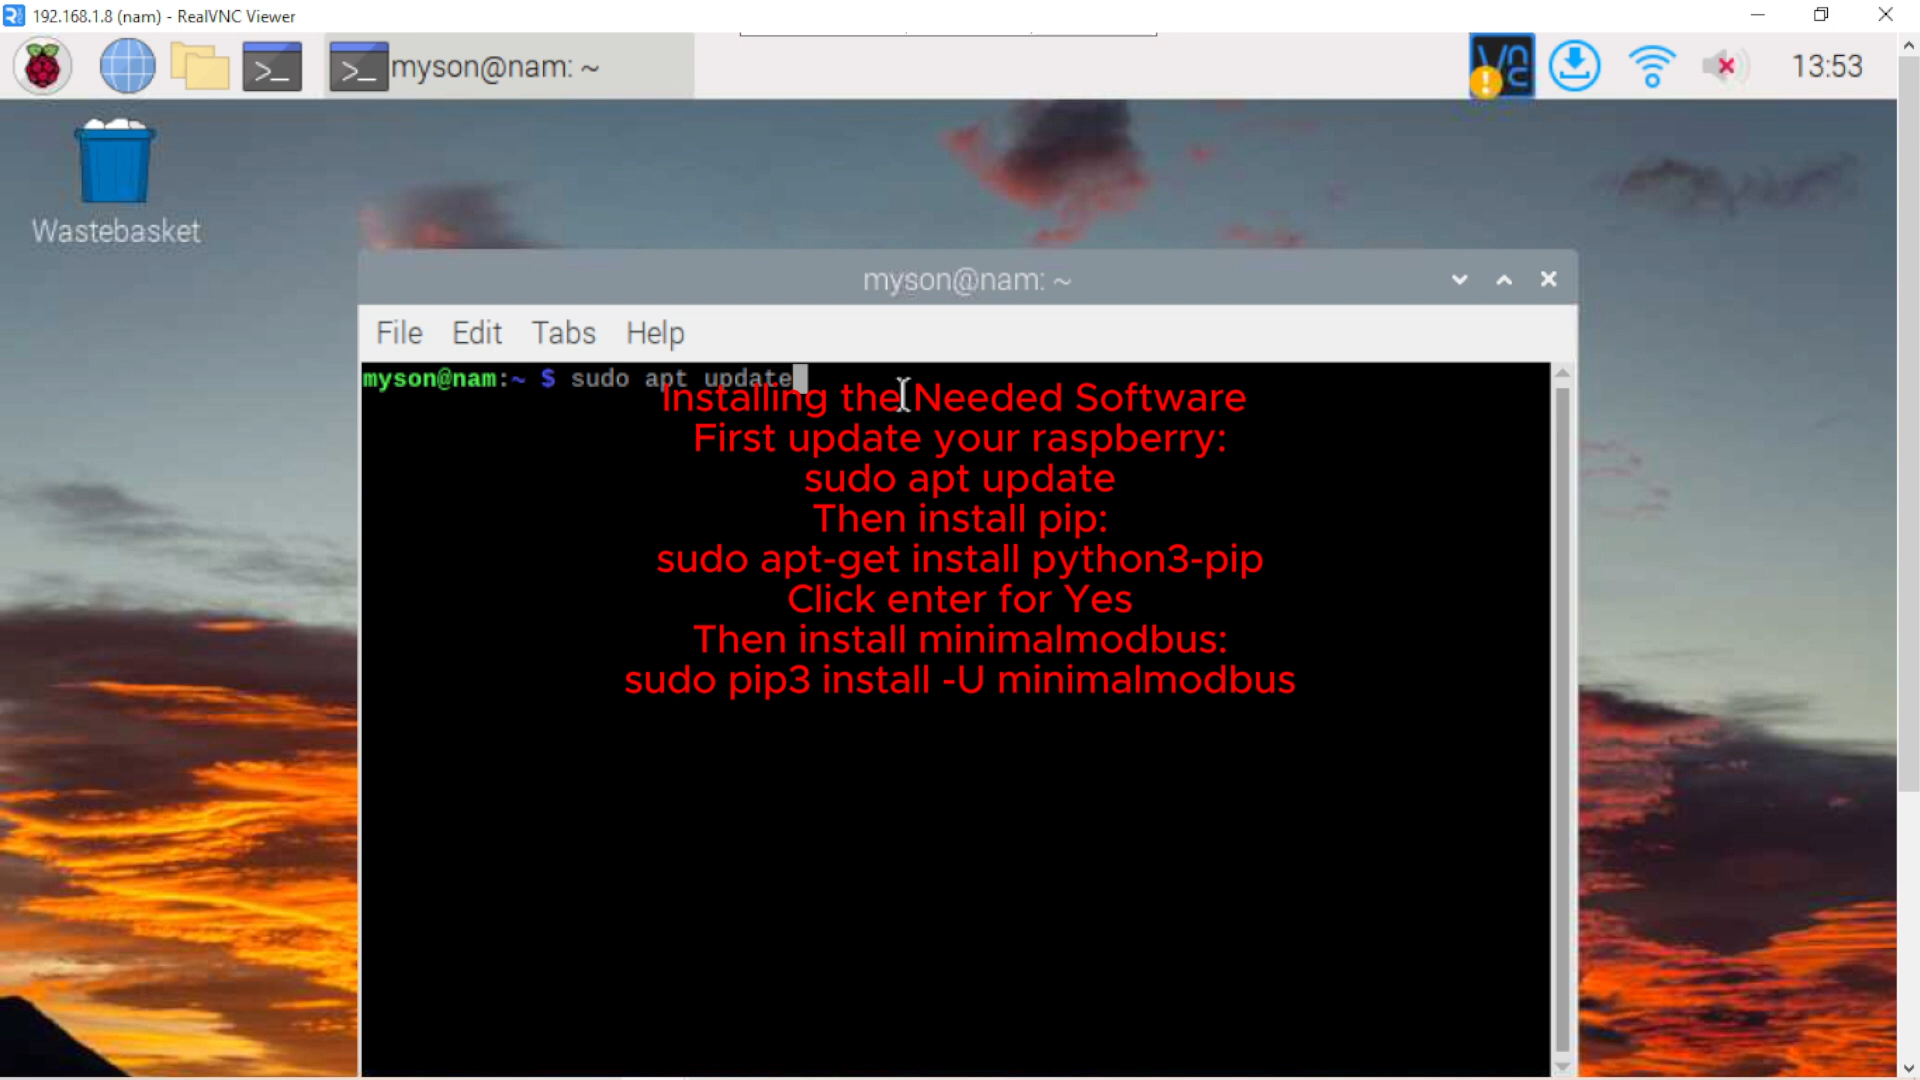 192.168.1.8 (nam) - RealVNC Viewer
myson@nam: ~
13:53
Wastebasket
myson@nam: ~
File Edit Tabs Help
myson@nam:~ $ sudo apt update
Installing the Needed Software
First update your raspberry:
sudo apt update
Then install pip:
sudo apt-get install python3-pip
Click enter for Yes
Then install minimalmodbus:
sudo pip3 install -U minimalmodbus